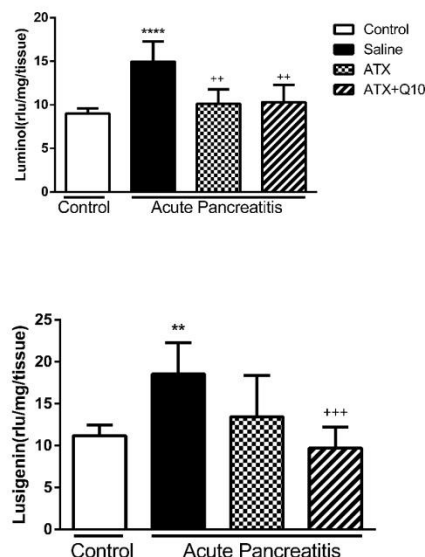 Luminol(rlu/mg/tissue)
20
15
10
5
0
****
++
++
Control
Acute Pancreatitis
Control
Saline
ATX
ATX+Q10
Lusigenin(rlu/mg/tissue)
25
20
15
10
5
0
**
+++
Control
Acute Pancreatitis